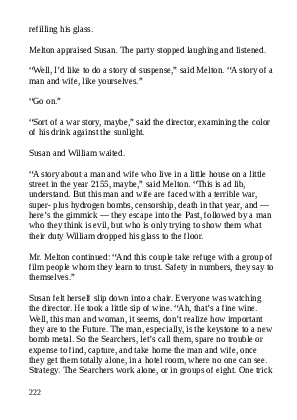 refilling his glass.
Melton appraised Susan. The party stopped laughing and listened.
“Well, I’d like to do a story of suspense,” said Melton. “A story of a
man and wife, like yourselves.”
“Go on.”
“Sort of a war story, maybe,” said the director, examining the color
of his drink against the sunlight.
Susan and William waited.
“A story about a man and wife who live in a little house on a little
street in the year 2155, maybe,” said Melton. “This is ad lib,
understand. But this man and wife are faced with a terrible war,
super- plus hydrogen bombs, censorship, death in that year, and —
here’s the gimmick — they escape into the Past, followed by a man
who they think is evil, but who is only trying to show them what
their duty William dropped his glass to the floor.
Mr. Melton continued: “And this couple take refuge with a group of
film people whom they learn to trust. Safety in numbers, they say to
themselves.”
Susan felt herself slip down into a chair. Everyone was watching
the director. He took a little sip of wine. “Ah, that’s a fine wine.
Well, this man and woman, it seems, don’t realize how important
they are to the Future. The man, especially, is the keystone to a new
bomb metal. So the Searchers, let’s call them, spare no trouble or
expense to find, capture, and take home the man and wife, once
they get them totally alone, in a hotel room, where no one can see.
Strategy. The Searchers work alone, or in groups of eight. One trick
222